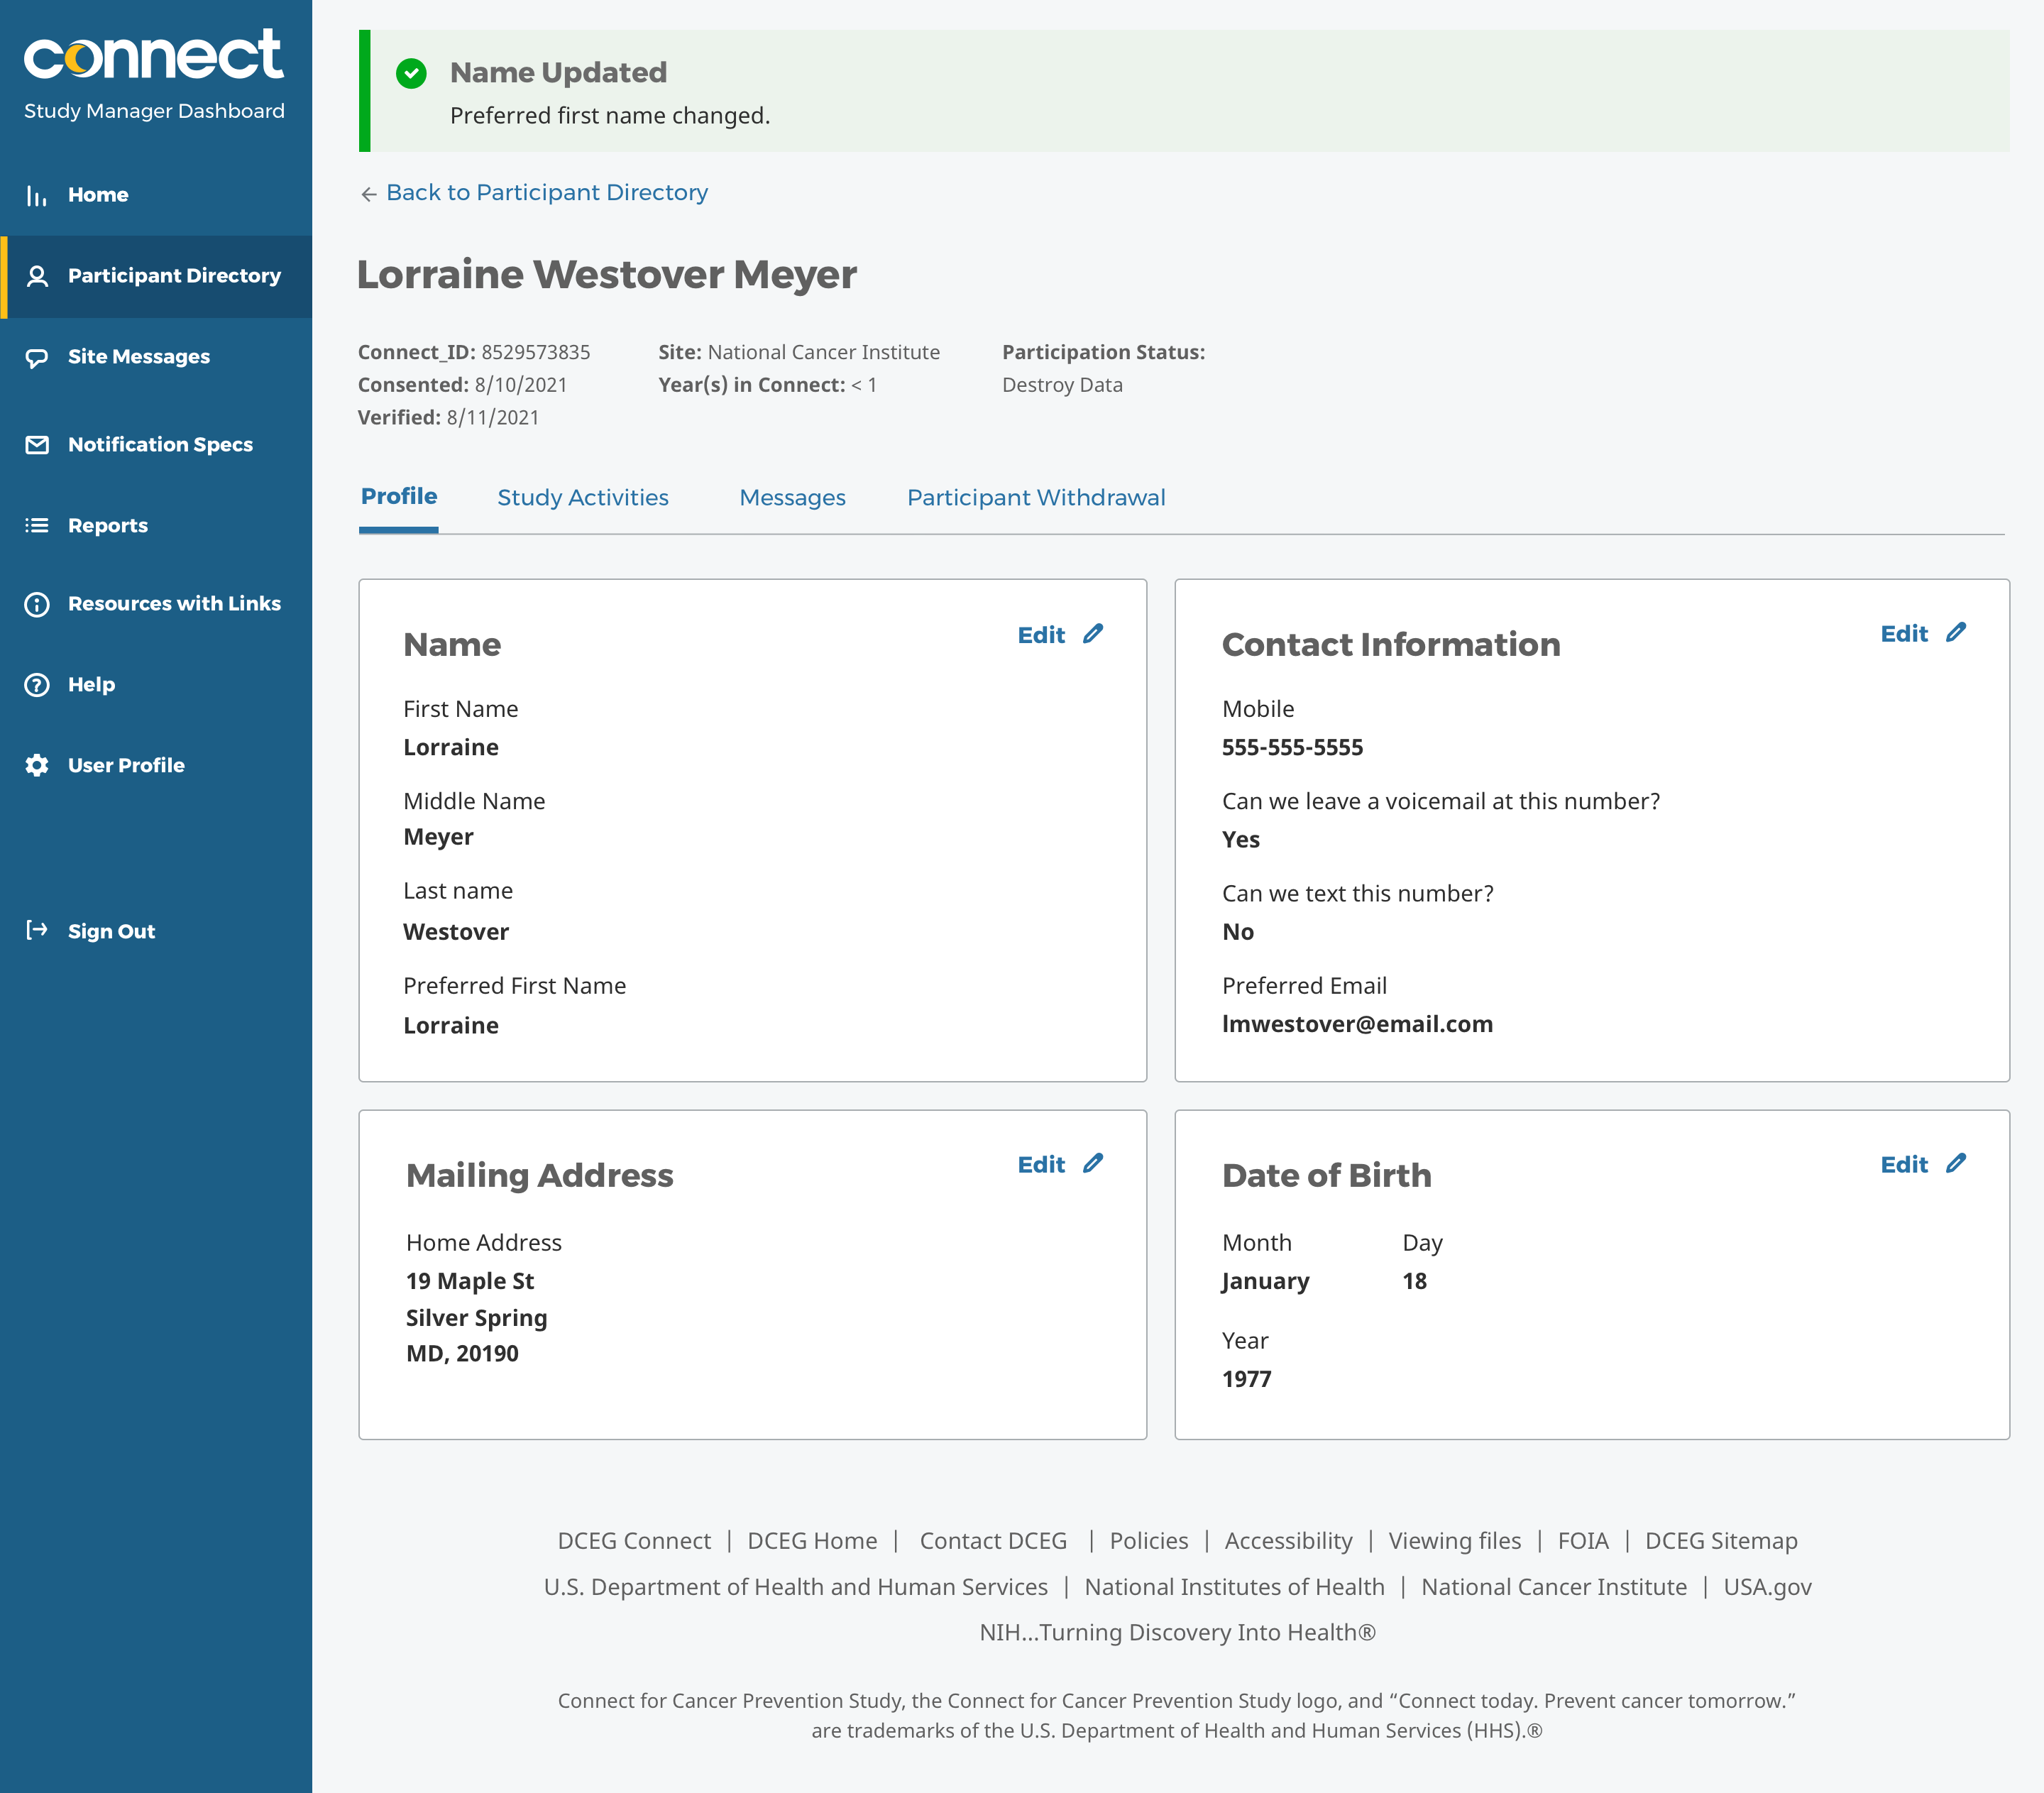 connect
Study Manager Dashboard
Home
Participant Directory
Site Messages
Notification Specs
Reports
Resources with Links
Help
User Profile
Sign Out
Name Updated
Preferred first name changed.
Back to Participant Directory
Lorraine Westover Meyer
Connect_ID: 8529573835
Consented: 8/10/2021
Verified: 8/11/2021
Site: National Cancer Institute
Year(s) in Connect: < 1
Participation Status:
Destroy Data
Profile Study Activities Messages Participant Withdrawal
Name Edit
First Name
Lorraine
Middle Name
Meyer
Last name
Westover
Preferred First Name
Lorraine
Contact Information Edit
Mobile
555-555-5555
Can we leave a voicemail at this number?
Yes
Can we text this number?
No
Preferred Email
lmwestover@email.com
Mailing Address Edit
Home Address
19 Maple St
Silver Spring
MD, 20190
Date of Birth Edit
Month Day
January 18
Year
1977
DCEG Connect | DCEG Home | Contact DCEG | Policies | Accessibility | Viewing files | FOIA | DCEG Sitemap
U.S. Department of Health and Human Services | National Institutes of Health | National Cancer Institute | USA.gov
NIH...Turning Discovery Into Health®
Connect for Cancer Prevention Study, the Connect for Cancer Prevention Study logo, and “Connect today. Prevent cancer tomorrow.”
are trademarks of the U.S. Department of Health and Human Services (HHS).®